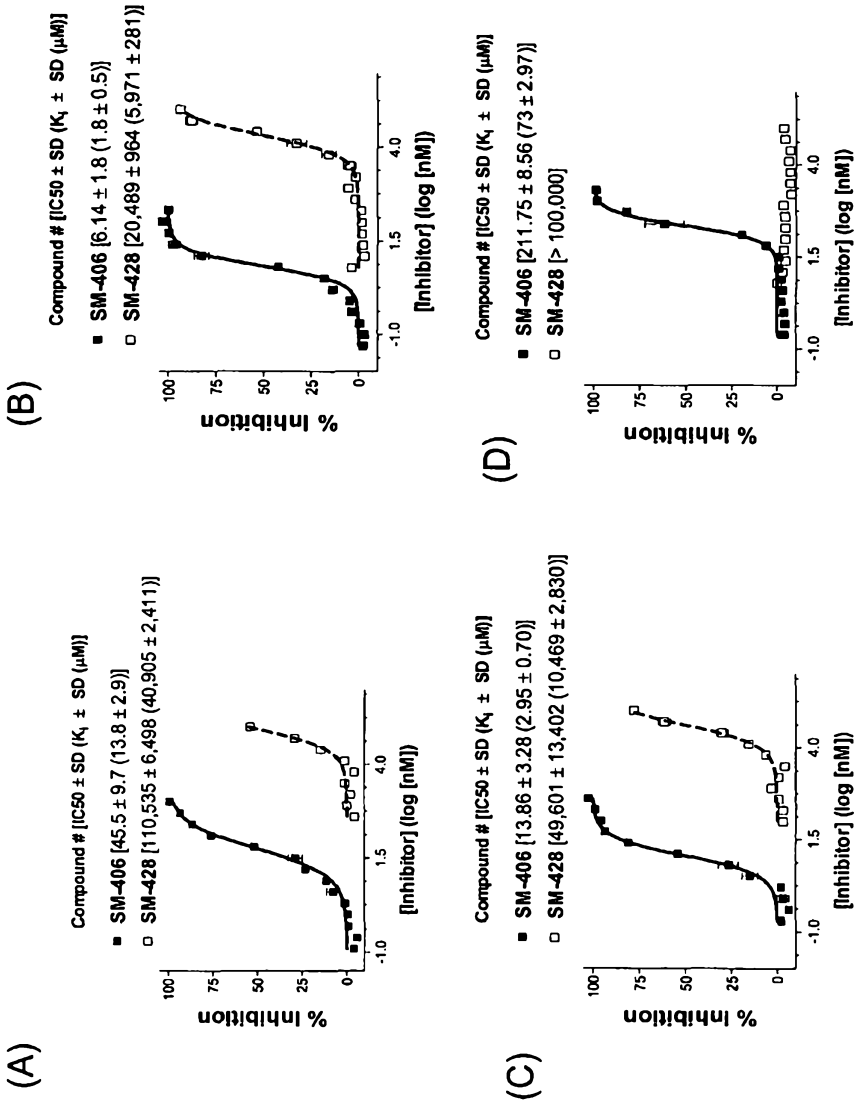 (A)
Compound # [IC50 ± SD (Ki ± SD (µM)]
■ SM-406 [45.5 ± 9.7 (13.8 ± 2.9)]
□ SM-428 [110,535 ± 6,498 (40,905 ± 2,411)]
% Inhibition
100
75
50
25
0
-1.0
1.5
4.0
[Inhibitor] (log [nM])
(B)
Compound # [IC50 ± SD (Ki ± SD (µM)]
■ SM-406 [6.14 ± 1.8 (1.8 ± 0.5)]
□ SM-428 [20,489 ± 964 (5,971 ± 281)]
% Inhibition
100
75
50
25
0
-1.0
1.5
4.0
[Inhibitor] (log [nM])
(C)
Compound # [IC50 ± SD (Ki ± SD (µM)]
■ SM-406 [13.86 ± 3.28 (2.95 ± 0.70)]
□ SM-428 [49,601 ± 13,402 (10,469 ± 2,830)]
% Inhibition
100
75
50
25
0
-1.0
1.5
4.0
[Inhibitor] (log [nM])
(D)
Compound # [IC50 ± SD (Ki ± SD (µM)]
■ SM-406 [211.75 ± 8.56 (73 ± 2.97)]
□ SM-428 [> 100,000]
% Inhibition
100
75
50
25
0
-1.0
1.5
4.0
[Inhibitor] (log [nM])